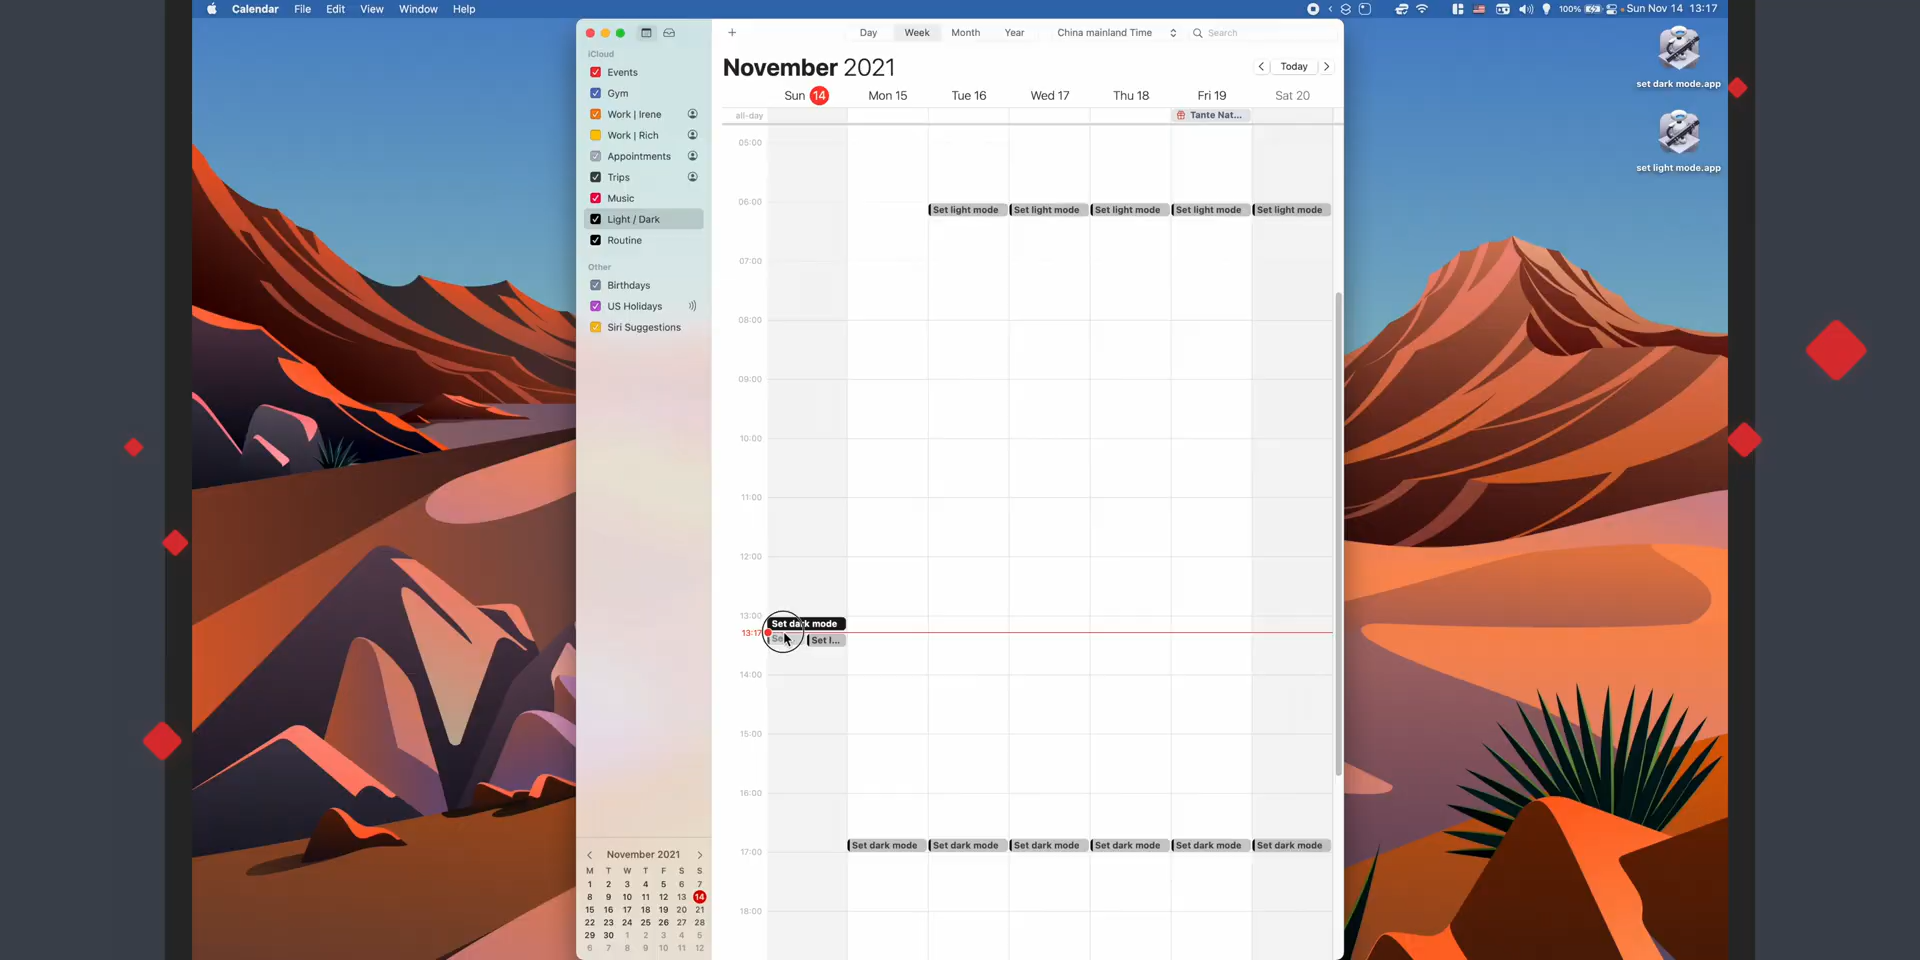 Calendar File Edit View Window Help
100% Sun Nov 14 13:17
Day Week Month Year China mainland Time Search
November 2021
Today
Sun 14 Mon 15 Tue 16 Wed 17 Thu 18 Fri 19 Sat 20
all-day Tante Nat...
iCloud
Events
Gym
Work | Irene
Work | Rich
Appointments
Trips
Music
Light / Dark
Routine
Other
Birthdays
US Holidays
Siri Suggestions
05:00
06:00
Set light mode Set light mode Set light mode Set light mode Set light mode
07:00
08:00
09:00
10:00
11:00
12:00
13:00
Set dark mode
13:17
Set l...
14:00
15:00
16:00
Set dark mode Set dark mode Set dark mode Set dark mode Set dark mode Set dark mode
17:00
18:00
November 2021
M T W T F S S
1 2 3 4 5 6 7
8 9 10 11 12 13 14
15 16 17 18 19 20 21
22 23 24 25 26 27 28
29 30 1 2 3 4 5
6 7 8 9 10 11 12
set dark mode.app
set light mode.app